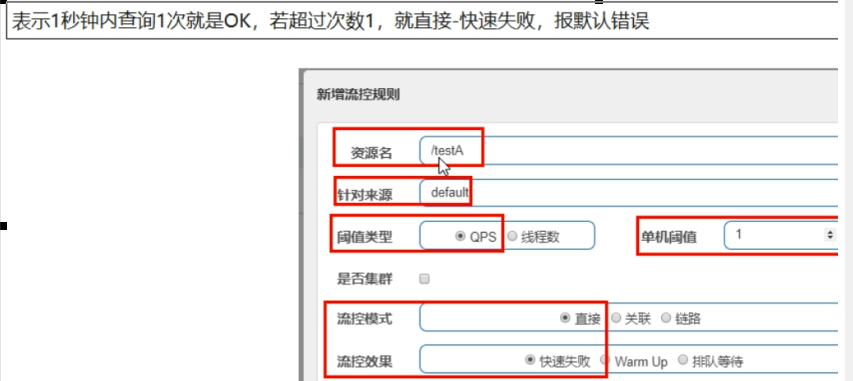 表示1秒钟内查询1次就是OK，若超过次数1，就直接-快速失败，报默认错误
新增流控规则
资源名 /testA
针对来源 default
阈值类型 QPS 线程数 单机阈值 1
是否集群
流控模式 直接 关联 链路
流控效果 快速失败 Warm Up 排队等待